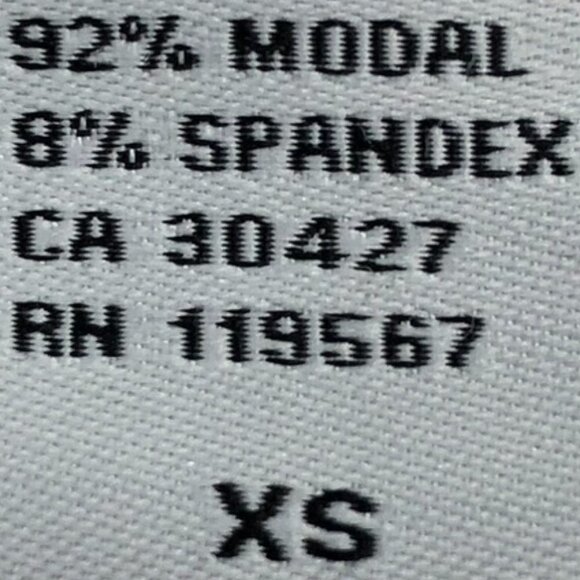 92% MODAL
8% SPANDEX
CA 30427
RN 119567
XS